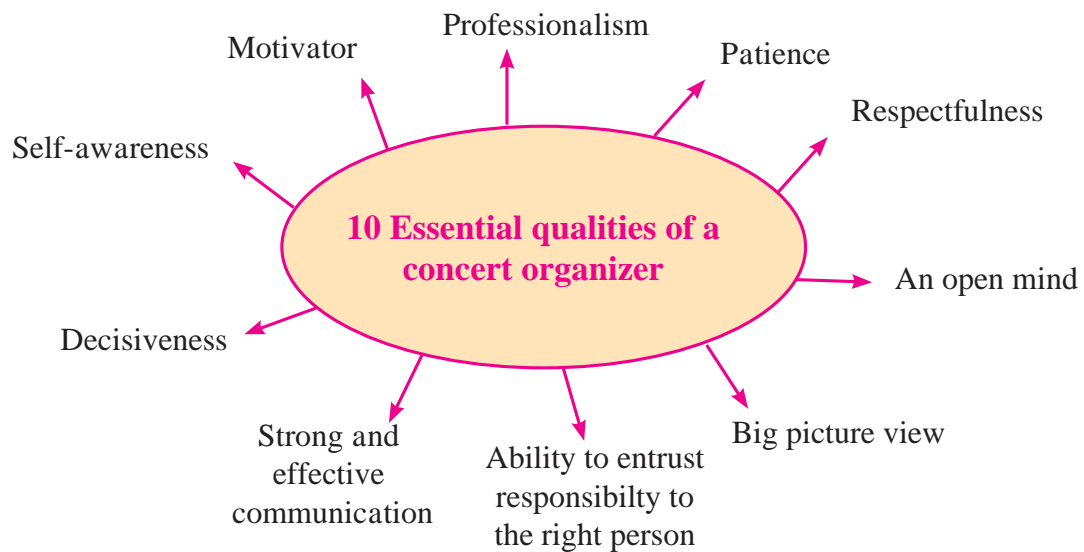 Professionalism
Motivator
Patience
Respectfulness
Self-awareness
10 Essential qualities of a
concert organizer
An open mind
Decisiveness
Big picture view
Strong and
effective
communication
Ability to entrust
responsibilty to
the right person